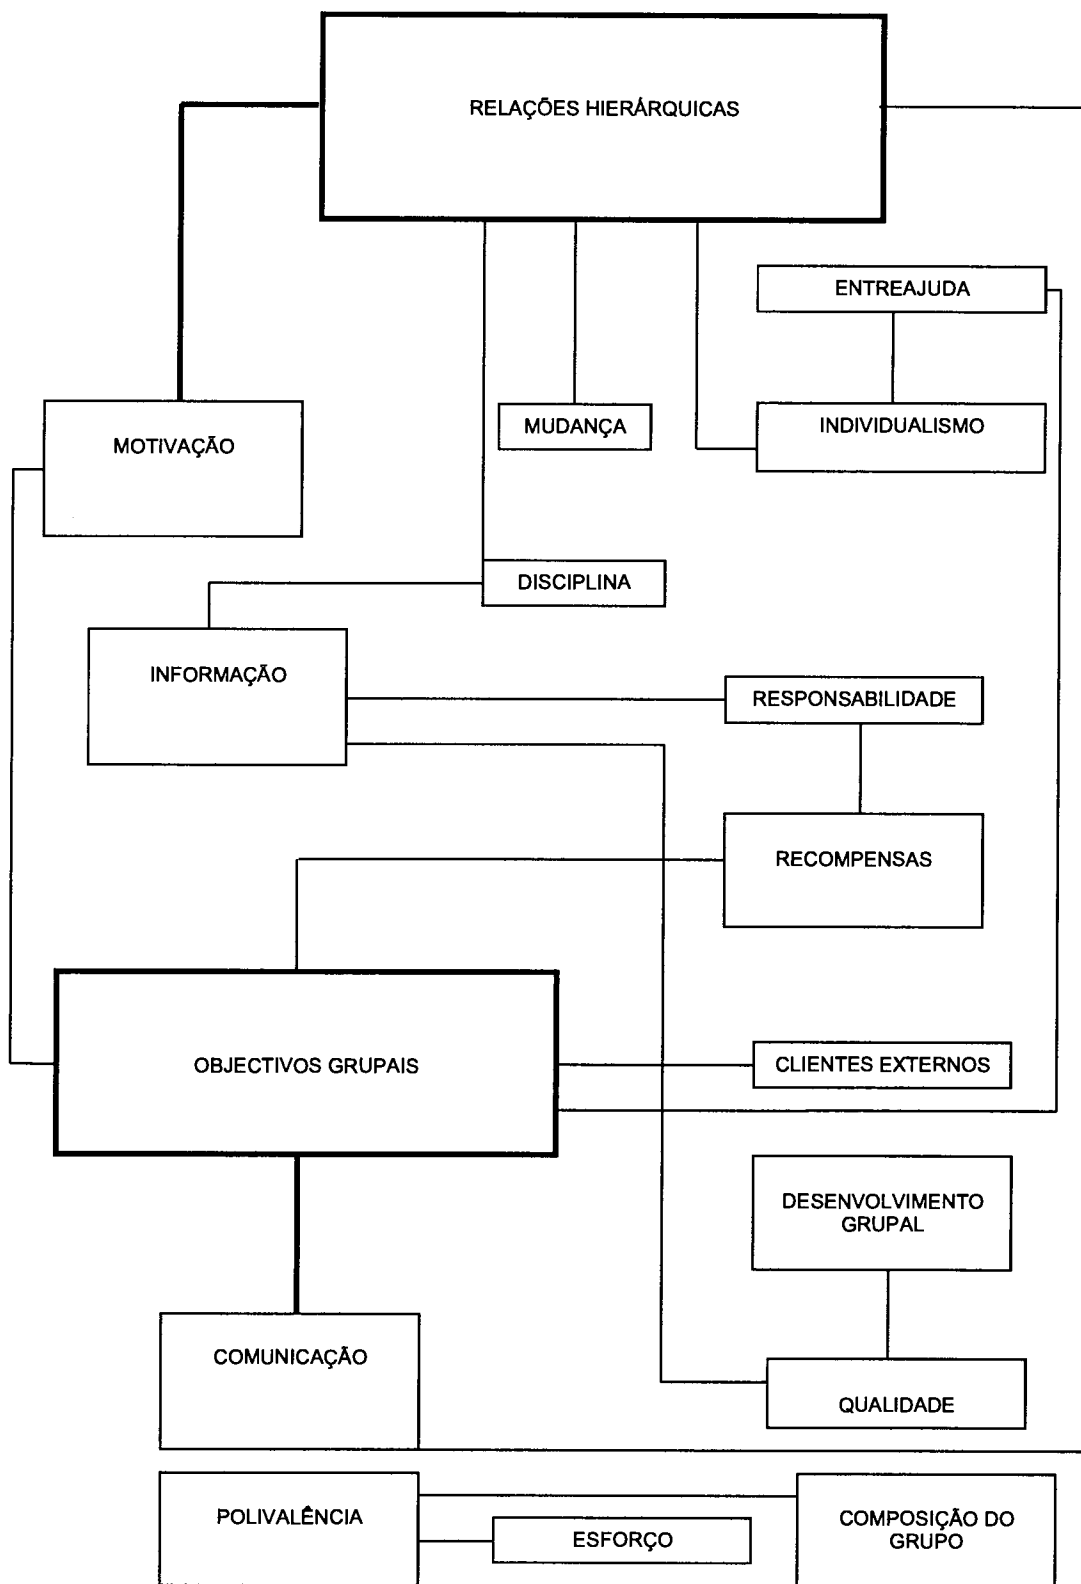 RELAÇÕES HIERÁRQUICAS
ENTREAJUDA
MUDANÇA
INDIVIDUALISMO
MOTIVAÇÃO
DISCIPLINA
INFORMAÇÃO
RESPONSABILIDADE
RECOMPENSAS
OBJECTIVOS GRUPAIS
CLIENTES EXTERNOS
DESENVOLVIMENTO
GRUPAL
COMUNICAÇÃO
QUALIDADE
POLIVALÊNCIA
ESFORÇO
COMPOSIÇÃO DO
GRUPO